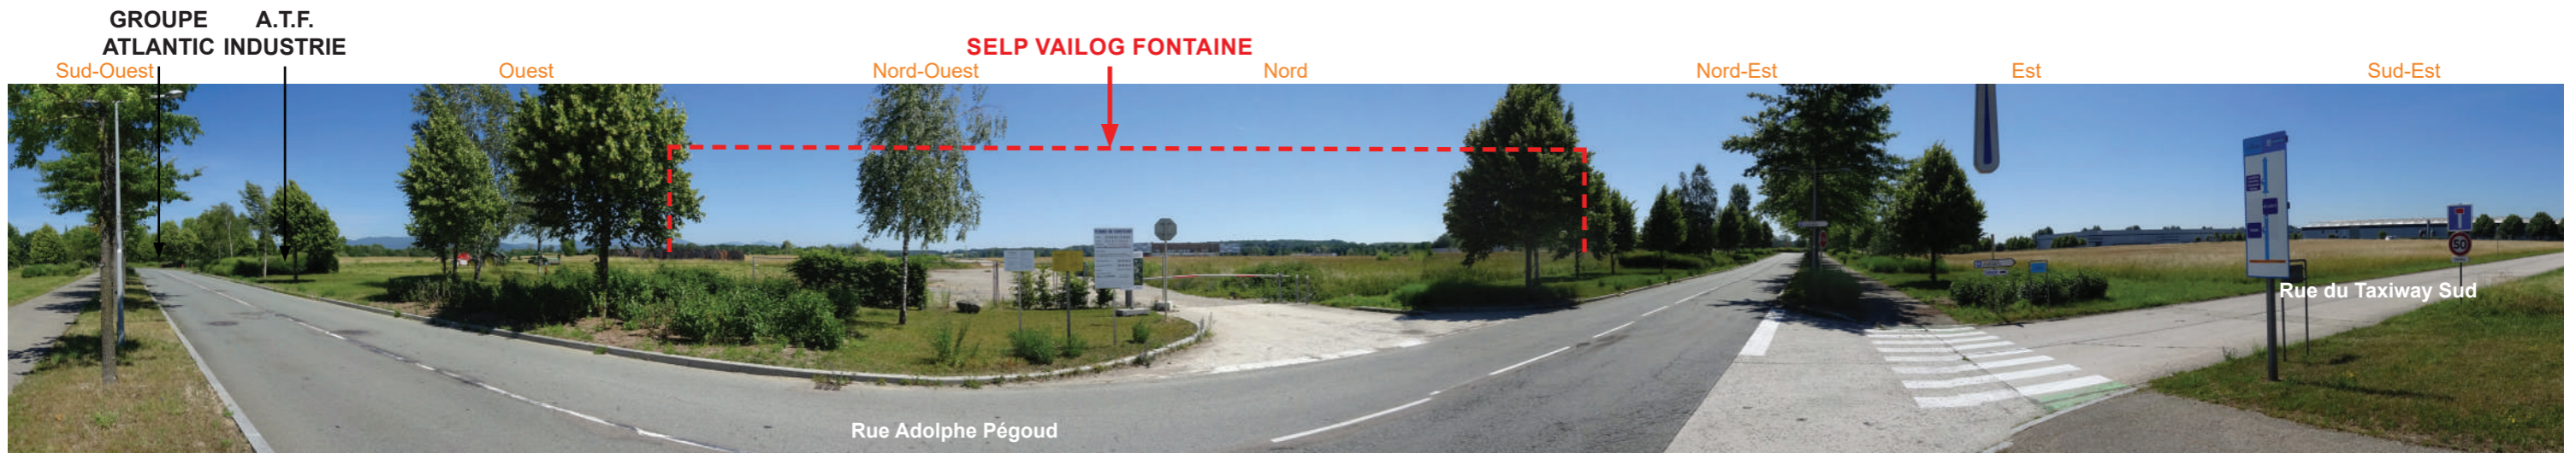 GROUPE
ATLANTIC
A.T.F.
INDUSTRIE
SELP VAILOG FONTAINE
Sud-Ouest
Ouest
Nord-Ouest
Nord
Nord-Est
Est
Sud-Est
50
Rue du Taxiway Sud
Rue Adolphe Pégoud